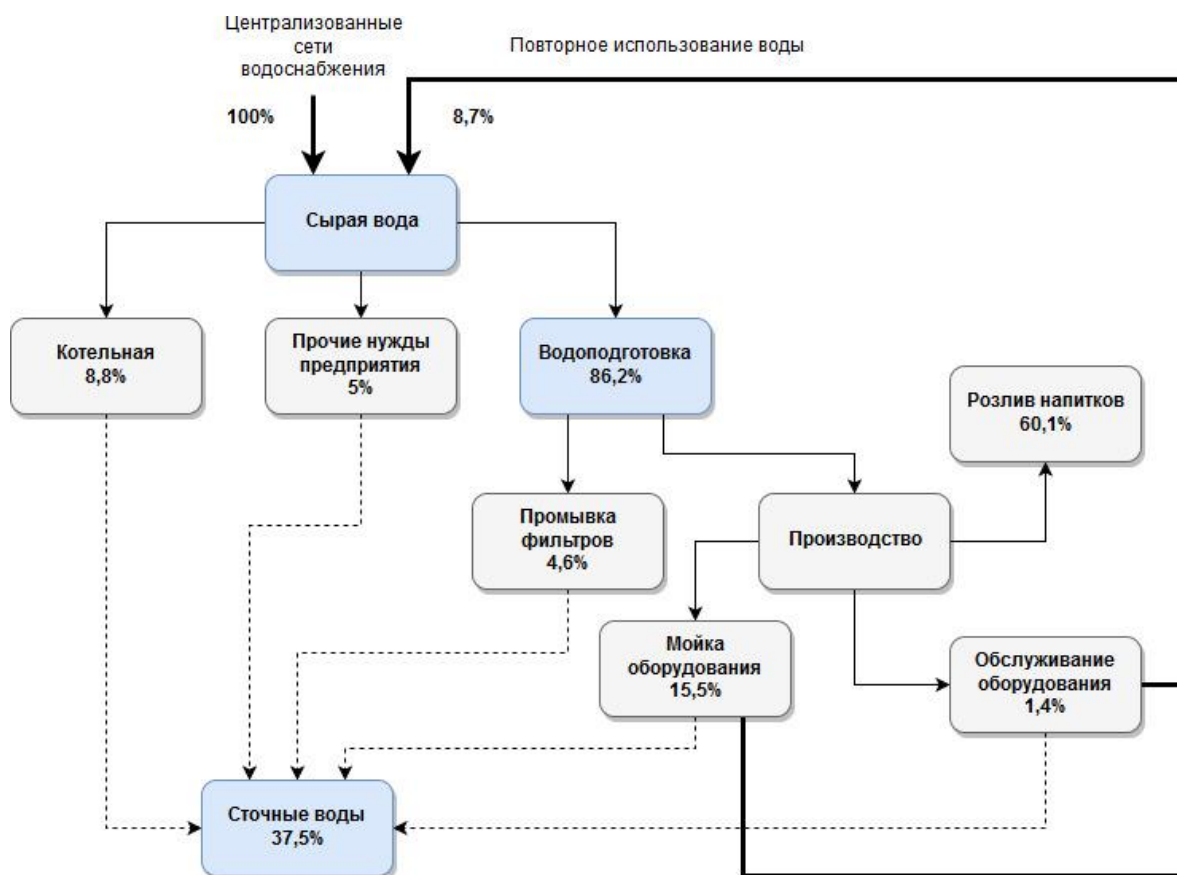 Централизованные
сети
водоснабжения
Повторное использование воды
100%
8,7%
Сырая вода
Котельная
8,8%
Прочие нужды
предприятия
5%
Водоподготовка
86,2%
Розлив напитков
60,1%
Промывка
фильтров
4,6%
Производство
Мойка
оборудования
15,5%
Обслуживание
оборудования
1,4%
Сточные воды
37,5%